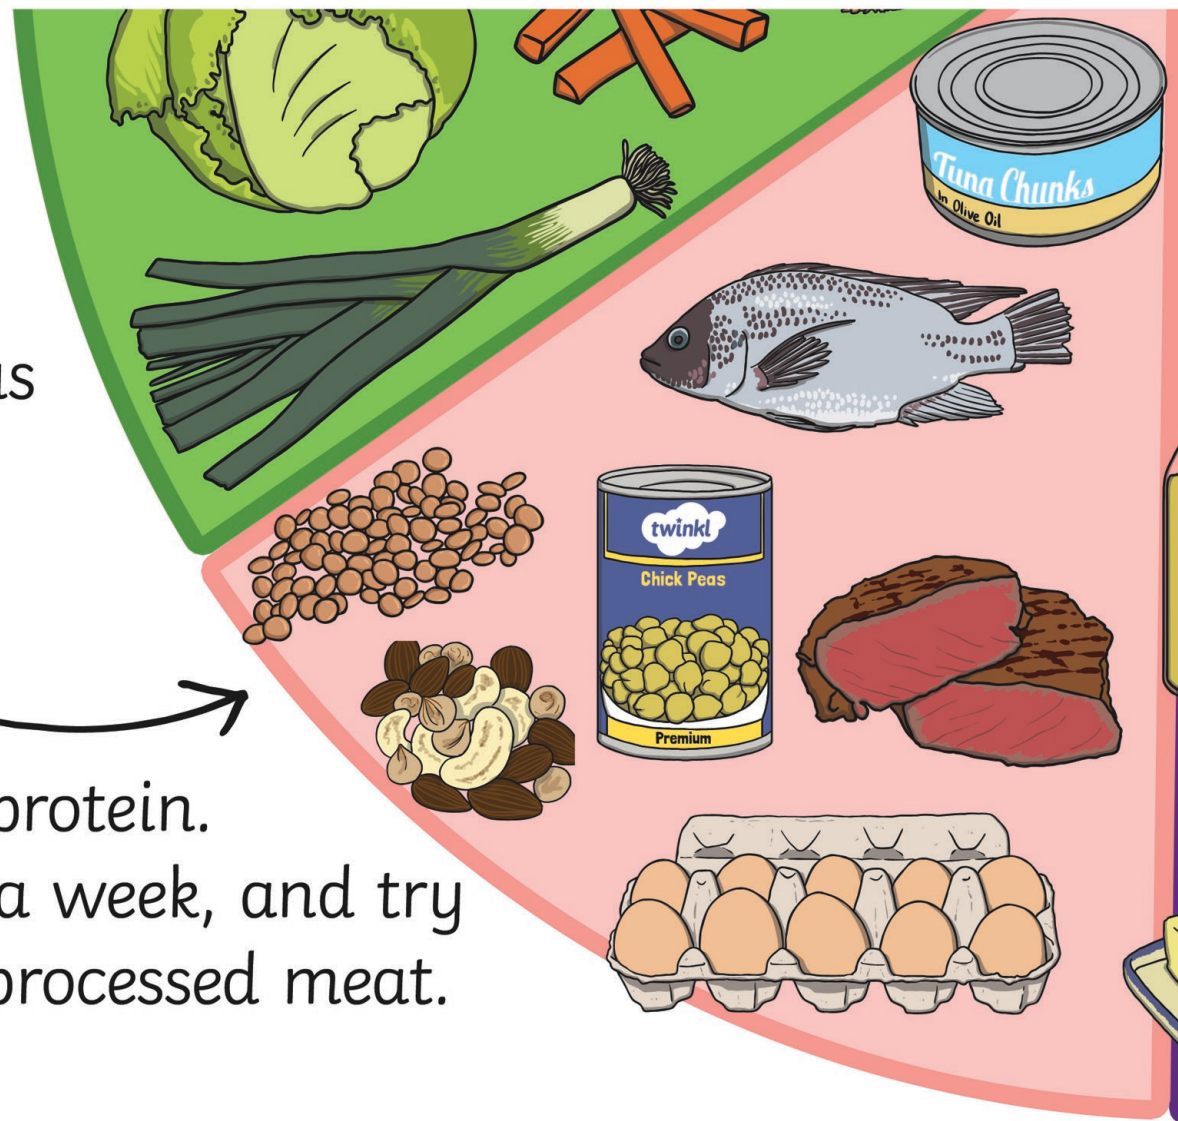 Tuna Chunks
In Olive Oil
twinkl
Chick Peas
Premium
protein.
a week, and try
processed meat.